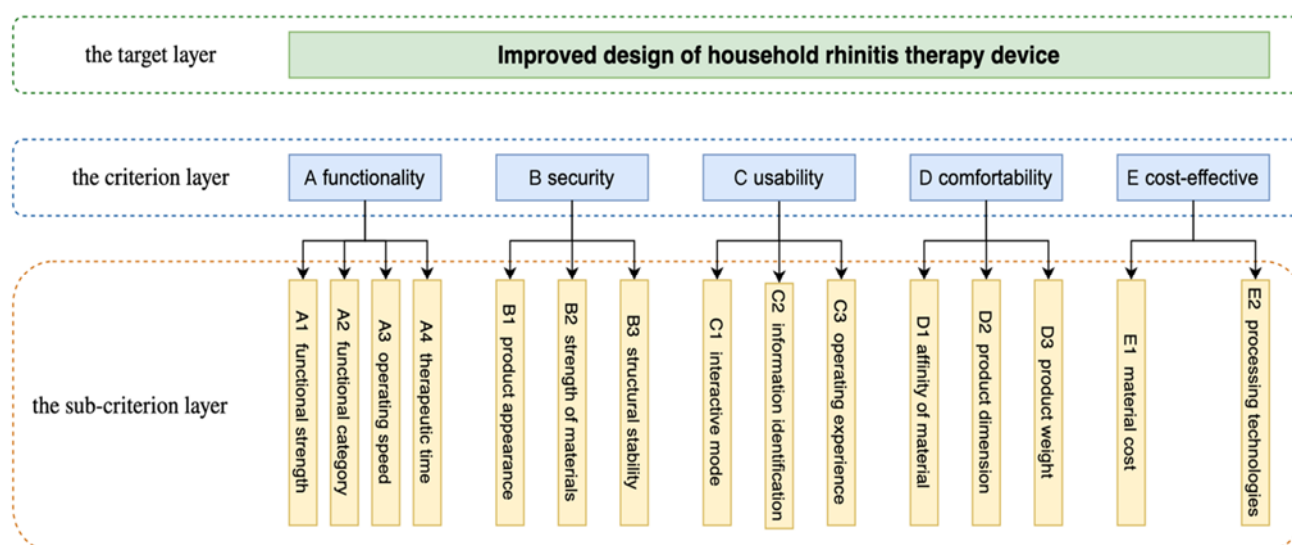 the target layer
Improved design of household rhinitis therapy device
the criterion layer
A functionality
B security
C usability
D comfortability
E cost-effective
the sub-criterion layer
A1 functional strength
A2 functional category
A3 operating speed
A4 therapeutic time
B1 product appearance
B2 strength of materials
B3 structural stability
C1 interactive mode
C2 information identification
C3 operating experience
D1 affinity of material
D2 product dimension
D3 product weight
E1 material cost
E2 processing technologies